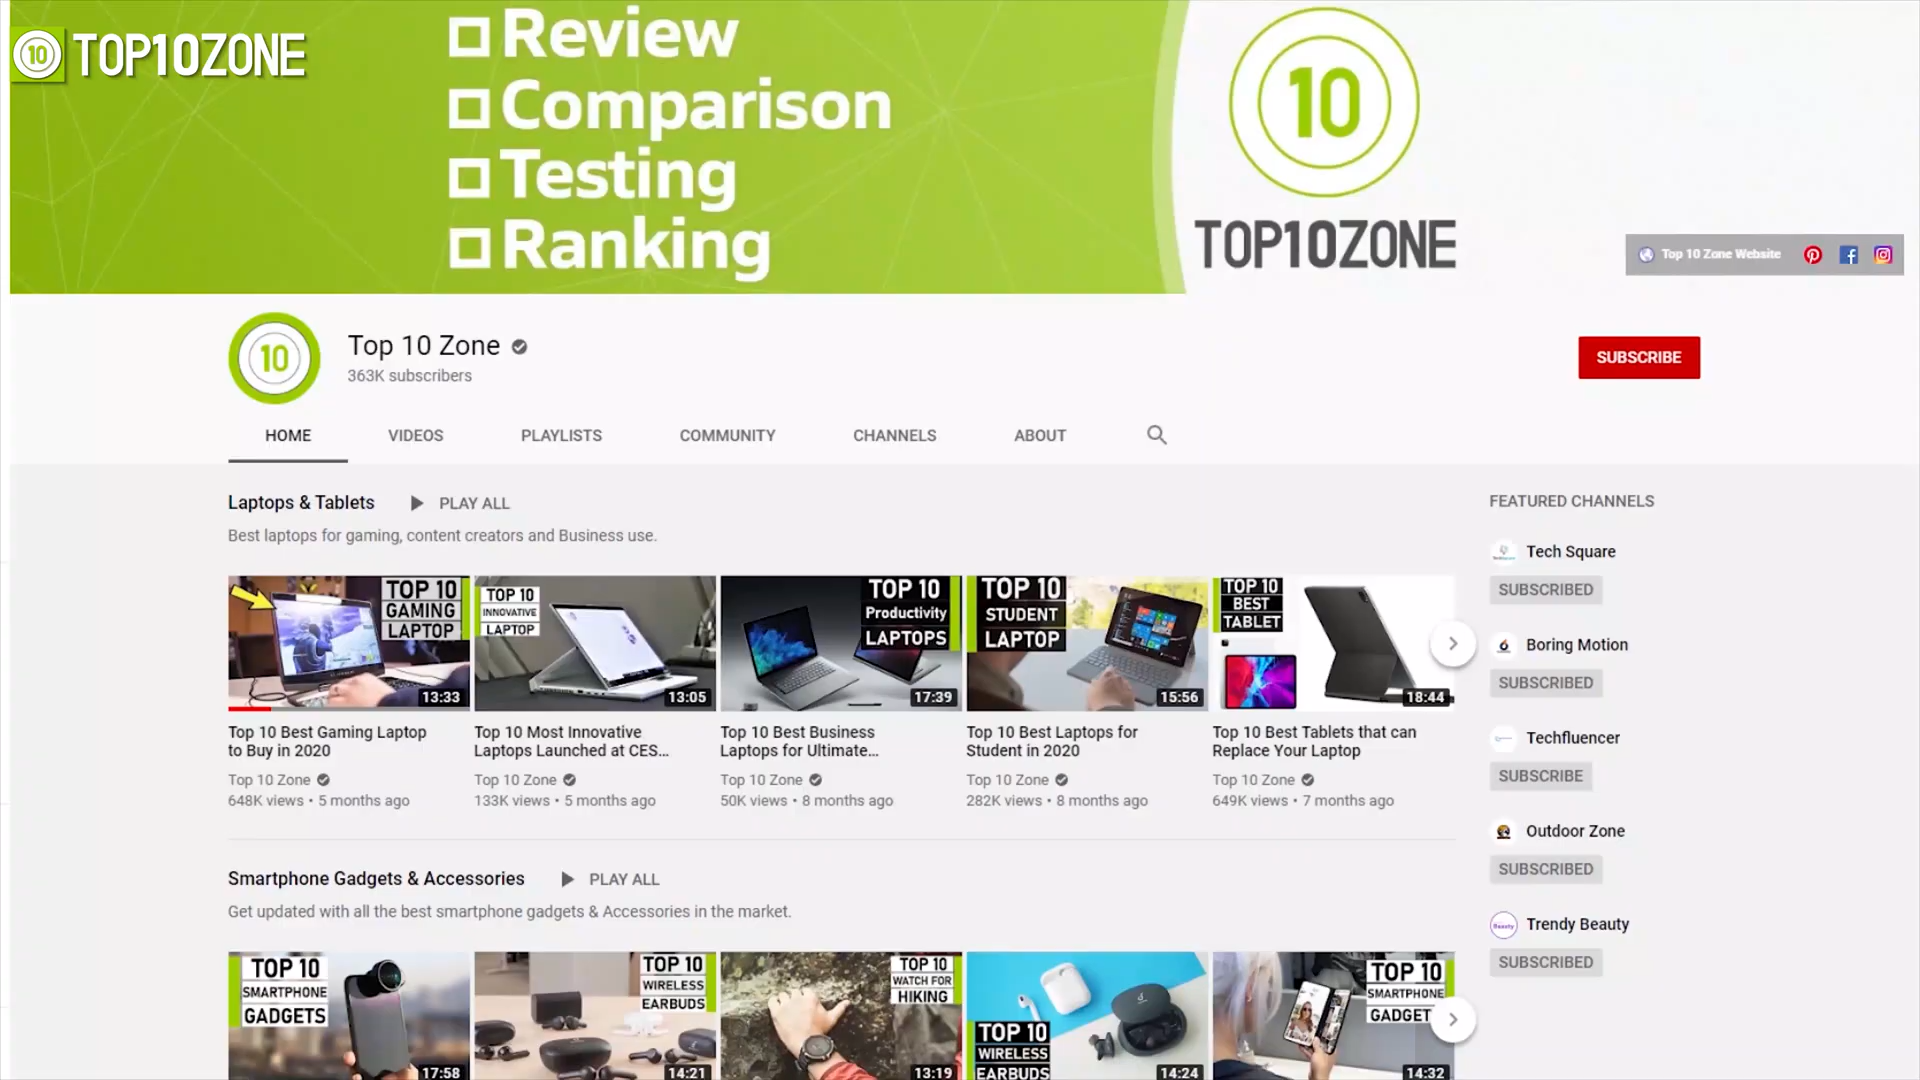 10 TOP10ZONE
Review
Comparison
Testing
Ranking
10
TOP10ZONE
Top 10 Zone Website
10
Top 10 Zone
363K subscribers
SUBSCRIBE
HOME
VIDEOS
PLAYLISTS
COMMUNITY
CHANNELS
ABOUT
Laptops & Tablets
PLAY ALL
Best laptops for gaming, content creators and Business use.
TOP 10
GAMING
LAPTOP
13:33
Top 10 Best Gaming Laptop
to Buy in 2020
Top 10 Zone
648K views • 5 months ago
TOP 10
INNOVATIVE
LAPTOP
13:05
Top 10 Most Innovative
Laptops Launched at CES...
Top 10 Zone
133K views • 5 months ago
TOP 10
Productivity
LAPTOPS
17:39
Top 10 Best Business
Laptops for Ultimate...
Top 10 Zone
50K views • 8 months ago
TOP 10
STUDENT
LAPTOP
15:56
Top 10 Best Laptops for
Student in 2020
Top 10 Zone
282K views • 8 months ago
TOP 10
BEST
TABLET
18:44
Top 10 Best Tablets that can
Replace Your Laptop
Top 10 Zone
649K views • 7 months ago
Smartphone Gadgets & Accessories
PLAY ALL
Get updated with all the best smartphone gadgets & Accessories in the market.
TOP 10
SMARTPHONE
GADGETS
17:58
TOP 10
WIRELESS
EARBUDS
14:21
TOP 10
WATCH FOR
HIKING
13:19
TOP 10
WIRELESS
EARBUDS
14:24
TOP 10
SMARTPHONE
GADGET
14:32
FEATURED CHANNELS
Tech Square
SUBSCRIBED
Boring Motion
SUBSCRIBED
Techfluencer
SUBSCRIBE
Outdoor Zone
SUBSCRIBED
Beauty
Trendy Beauty
SUBSCRIBED